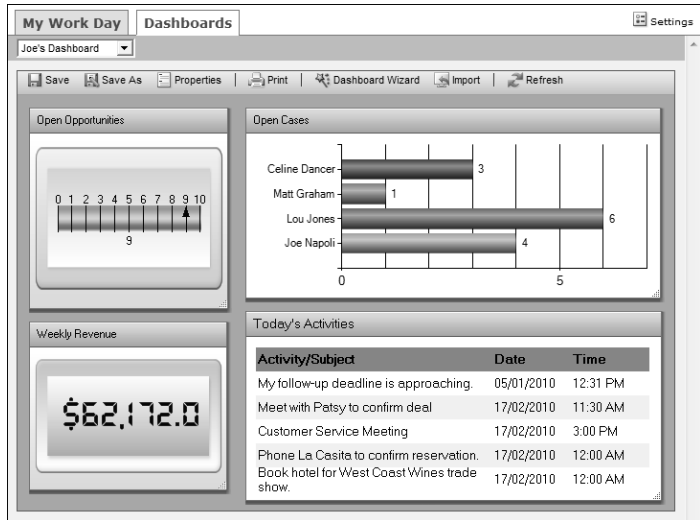 My Work Day Dashboards Settings
Joe's Dashboard
Save Save As Properties | Print | Dashboard Wizard Import | Refresh
Open Opportunities
0 1 2 3 4 5 6 7 8 9 10
9
Open Cases
Celine Dancer 3
Matt Graham 1
Lou Jones 6
Joe Napoli 4
0 5
Weekly Revenue
$62,172.0
Today's Activities
Activity/Subject Date Time
My follow-up deadline is approaching. 05/01/2010 12:31 PM
Meet with Patsy to confirm deal 17/02/2010 11:30 AM
Customer Service Meeting 17/02/2010 3:00 PM
Phone La Casita to confirm reservation. 17/02/2010 12:00 AM
Book hotel for West Coast Wines trade
show. 17/02/2010 12:00 AM